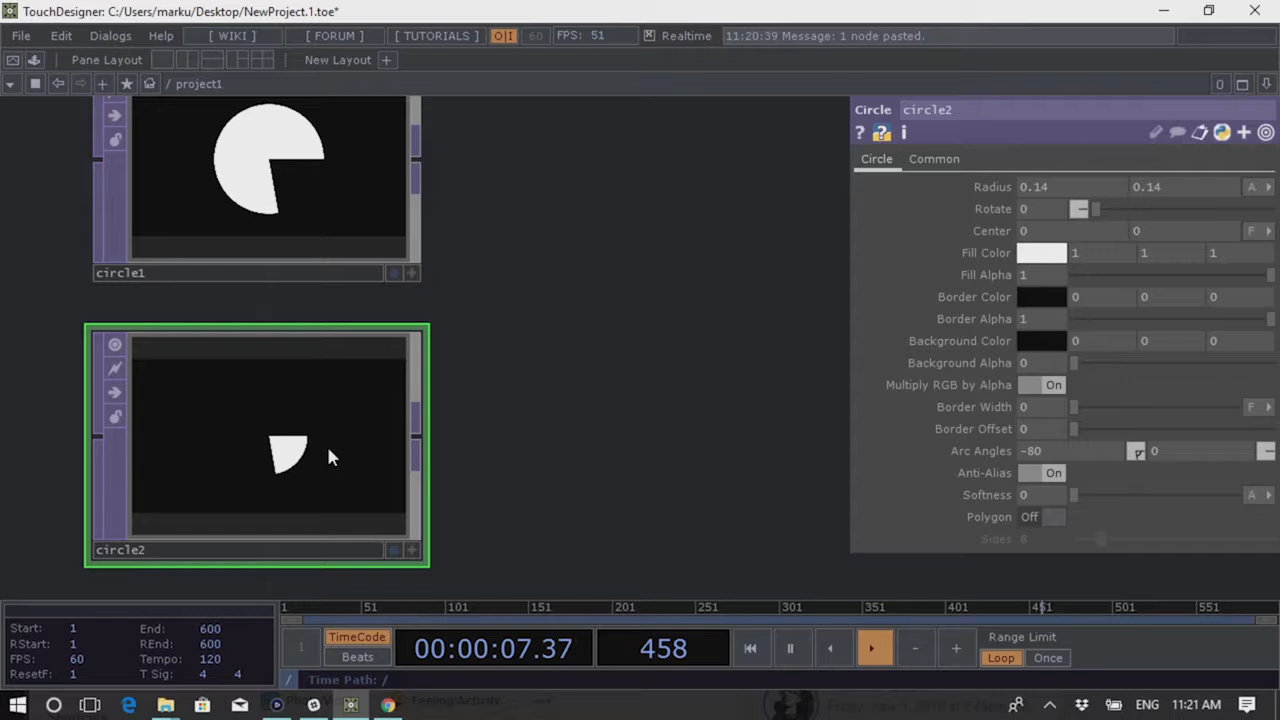 TouchDesigner: C:/Users/marku/Desktop/NewProject.1.toe*
File Edit Dialogs Help [ WIKI ] [ FORUM ] [ TUTORIALS ] O|I 60 FPS: 51 Realtime 11:20:39 Message: 1 node pasted.
Pane Layout New Layout +
/ project1 0
Circle circle2
? ? i
Circle Common
Radius 0.14 0.14 A
Rotate 0
Center 0 0 F
Fill Color 1 1 1
Fill Alpha 1
Border Color 0 0 0
Border Alpha 1
Background Color 0 0 0
Background Alpha 0
Multiply RGB by Alpha On
Border Width 0 F
Border Offset 0
Arc Angles -80 0
Anti-Alias On
Softness 0 A
Polygon Off
Sides 8
circle1
circle2
1 51 101 151 201 251 301 351 401 451 501 551
Start: 1 End: 600
RStart: 1 REnd: 600
FPS: 60 Tempo: 120
ResetF: 1 T Sig: 4 4
TimeCode
Beats
00:00:07.37
458
- +
Range Limit
Loop Once
/ Time Path: /
ENG 11:21 AM